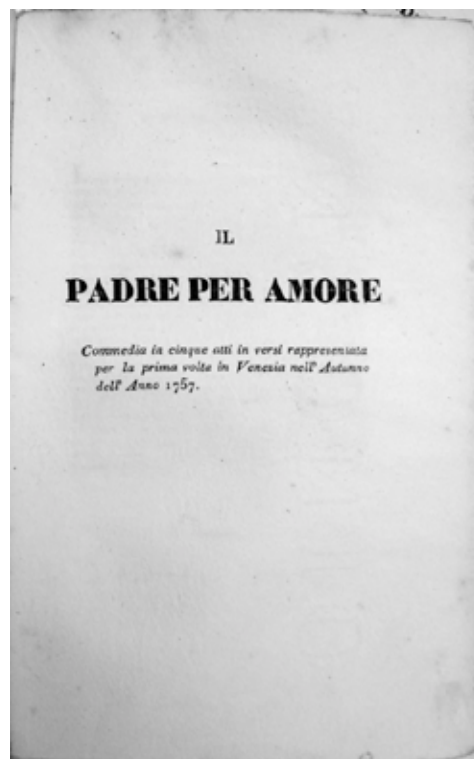 IL
PADRE PER AMORE
Commedia in cinque atti in versi rappresentata
per la prima volta in Venezia nell' Autunno
dell' Anno 1757.